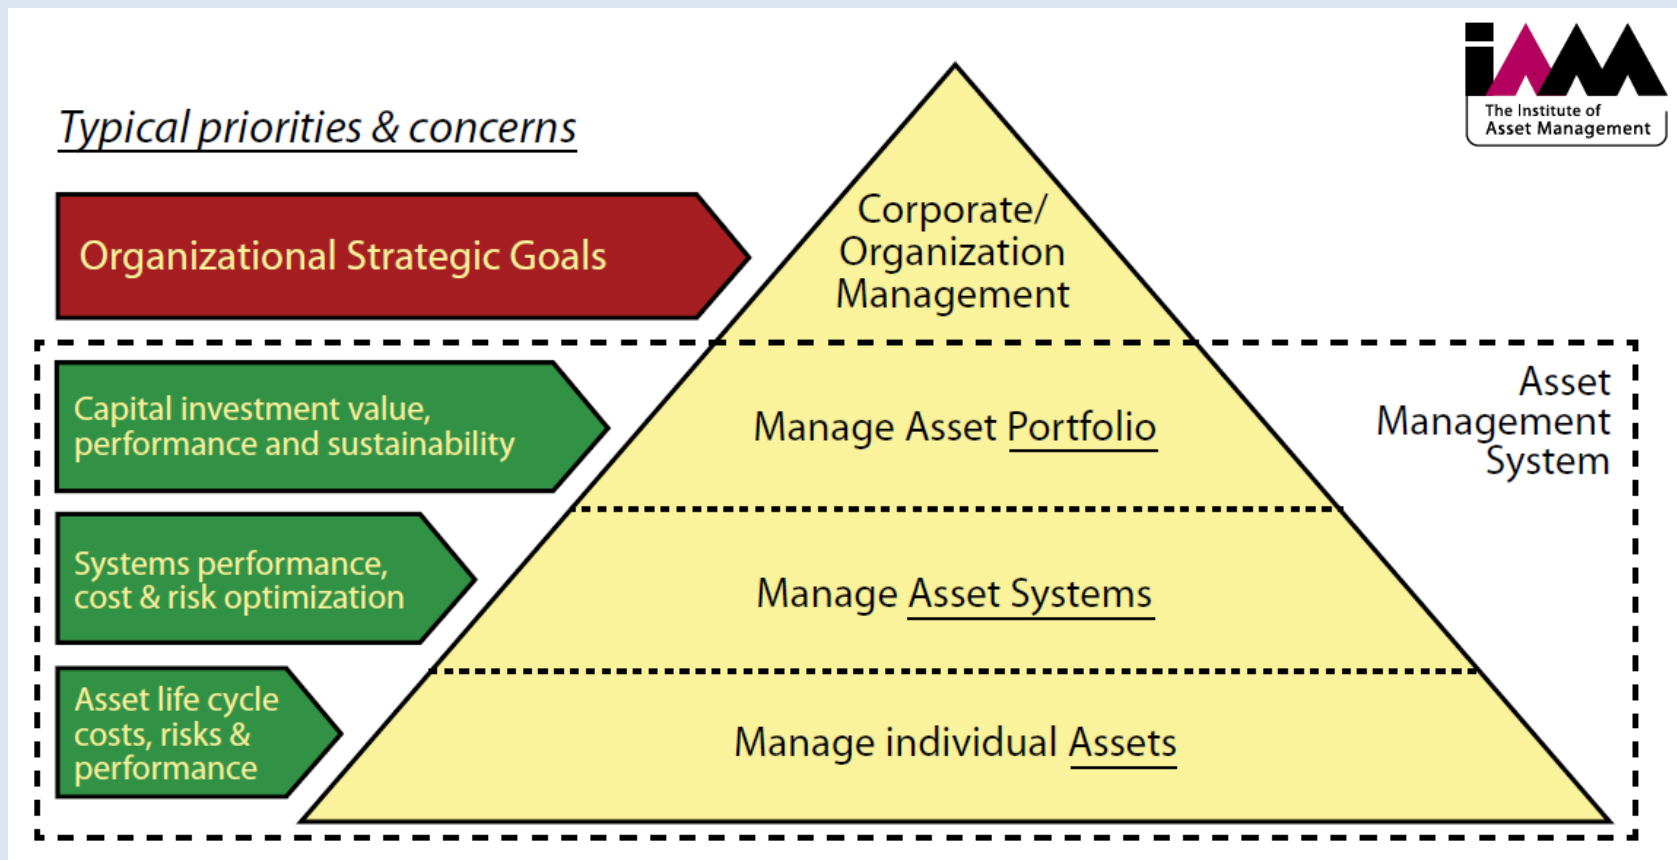 iAM
The Institute of
Asset Management
Typical priorities & concerns
Organizational Strategic Goals
Corporate/
Organization
Management
Capital investment value,
performance and sustainability
Manage Asset Portfolio
Asset
Management
System
Systems performance,
cost & risk optimization
Manage Asset Systems
Asset life cycle
costs, risks &
performance
Manage individual Assets